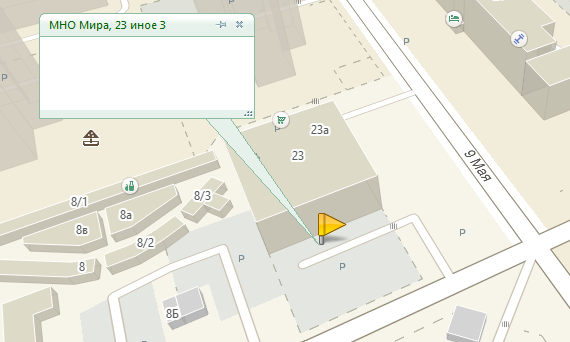 МНО Мира, 23 иное 3
P
P
P
23а
23
9 Мая
8/1
8/3
8а
8в
8/2
8
P
P
P
8Б